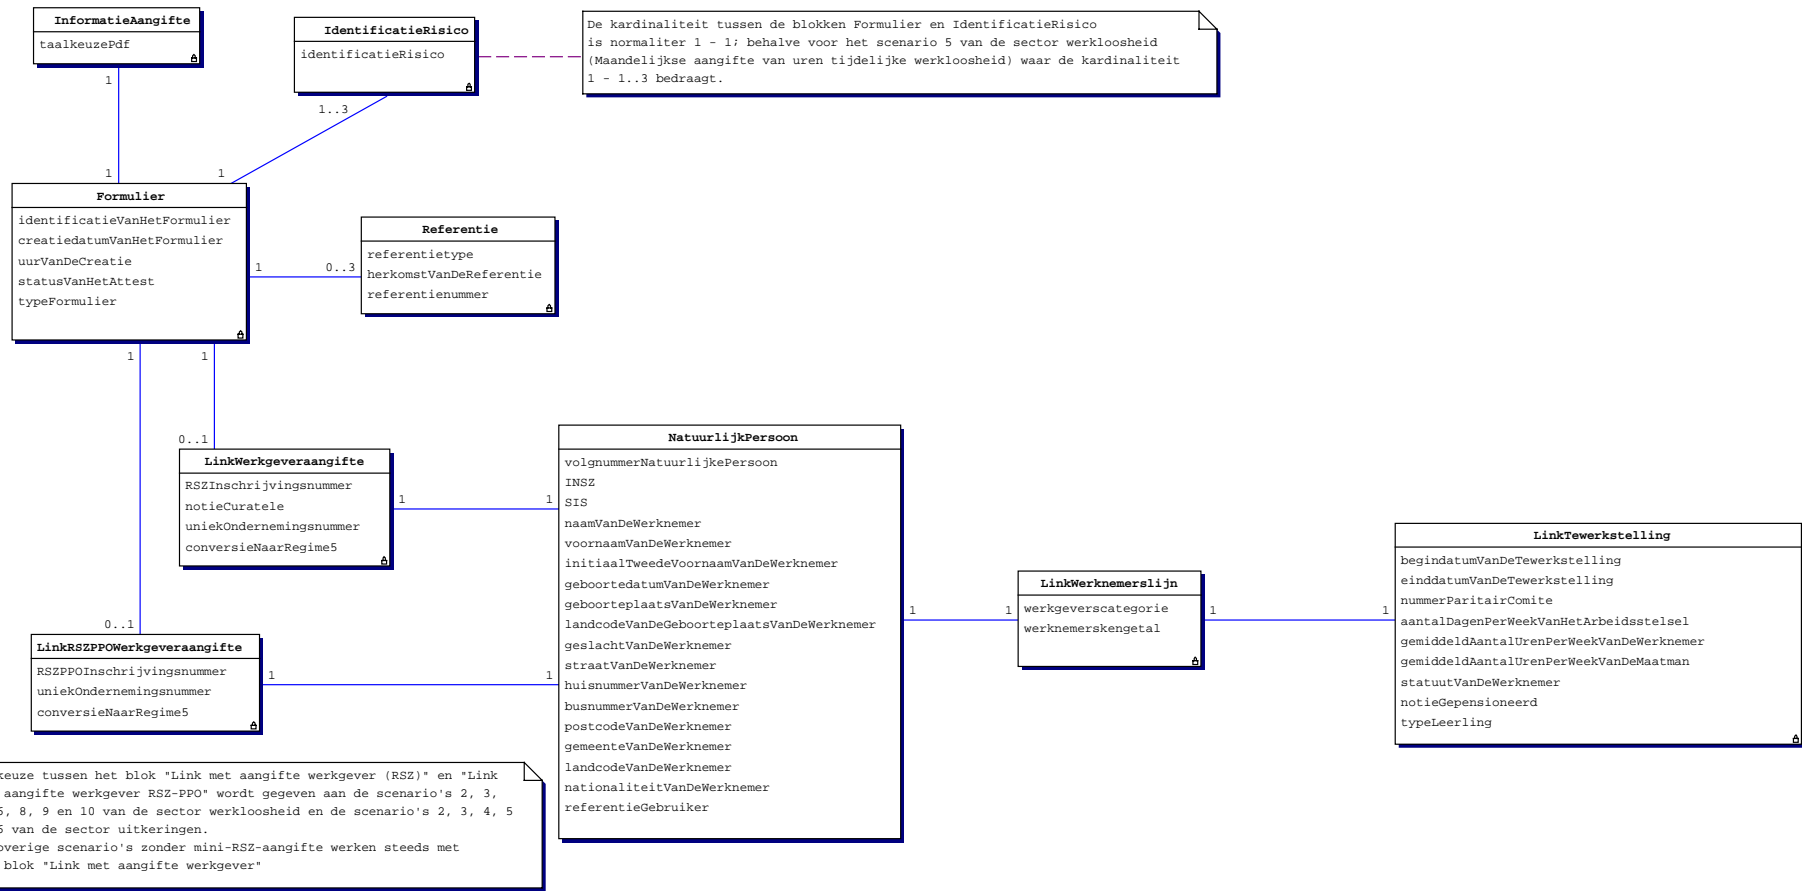 InformatieAangifte
taalkeuzePdf
IdentificatieRisico
identificatieRisico
De kardinaliteit tussen de blokken Formulier en IdentificatieRisico
is normaliter 1 - 1; behalve voor het scenario 5 van de sector werkloosheid
(Maandelijkse aangifte van uren tijdelijke werkloosheid) waar de kardinaliteit
1 - 1..3 bedraagt.
1
1..3
1
1
Formulier
identificatieVanHetFormulier
creatiedatumVanHetFormulier
uurVanDeCreatie
statusVanHetAttest
typeFormulier
1
0..3
Referentie
referentietype
herkomstVanDeReferentie
referentienummer
1
1
0..1
LinkWerkgeveraangifte
RSZInschrijvingsnummer
notieCuratele
uniekOndernemingsnummer
conversieNaarRegime5
1
1
NatuurlijkPersoon
volgnummerNatuurlijkePersoon
INSZ
SIS
naamVanDeWerknemer
voornaamVanDeWerknemer
initiaalTweedeVoornaamVanDeWerknemer
geboortedatumVanDeWerknemer
geboorteplaatsVanDeWerknemer
landcodeVanDeGeboorteplaatsVanDeWerknemer
geslachtVanDeWerknemer
straatVanDeWerknemer
huisnummerVanDeWerknemer
busnummerVanDeWerknemer
postcodeVanDeWerknemer
gemeenteVanDeWerknemer
landcodeVanDeWerknemer
nationaliteitVanDeWerknemer
referentieGebruiker
1
1
LinkWerknemerslijn
werkgeverscategorie
werknemerskengetal
1
1
LinkTewerkstelling
begindatumVanDeTewerkstelling
einddatumVanDeTewerkstelling
nummerParitairComite
aantalDagenPerWeekVanHetArbeidsstelsel
gemiddeldAantalUrenPerWeekVanDeWerknemer
gemiddeldAantalUrenPerWeekVanDeMaatman
statuutVanDeWerknemer
notieGepensioneerd
typeLeerling
0..1
LinkRSZPPOWerkgeveraangifte
RSZPPOInschrijvingsnummer
uniekOndernemingsnummer
conversieNaarRegime5
1
1
keuze tussen het blok "Link met aangifte werkgever (RSZ)" en "Link
aangifte werkgever RSZ-PPO" wordt gegeven aan de scenario's 2, 3,
, 8, 9 en 10 van de sector werkloosheid en de scenario's 2, 3, 4, 5
van de sector uitkeringen.
overige scenario's zonder mini-RSZ-aangifte werken steeds met
blok "Link met aangifte werkgever"